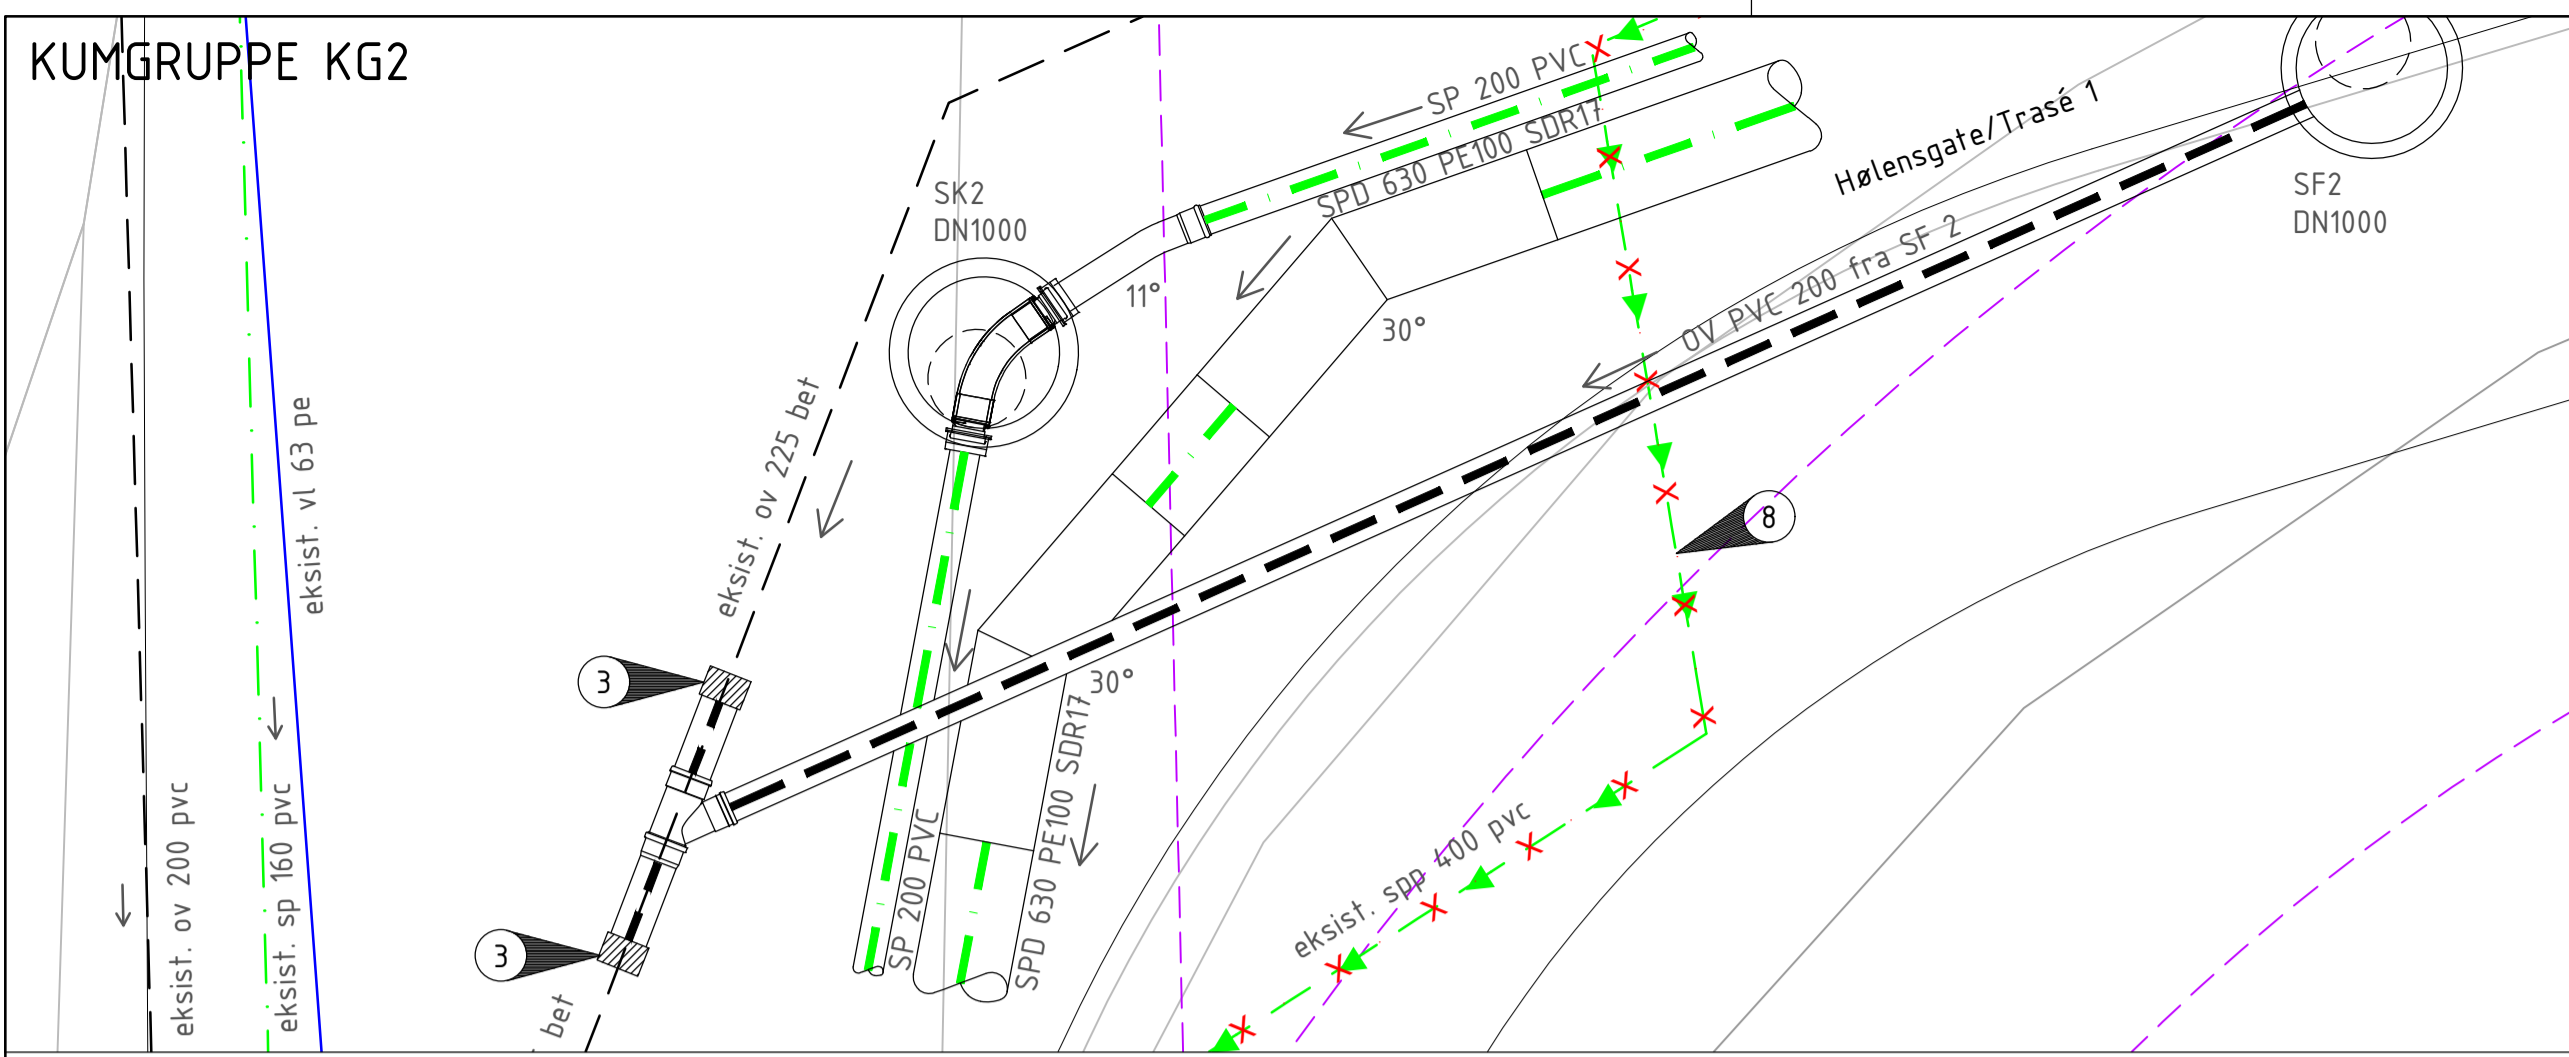 KUMGRUPPE KG2
SP 200 PVC
SPD 630 PE100 SDR17
Hølensgate/Trasé 1
SK2
DN1000
SF2
DN1000
11°
30°
OV PVC 200 fra SF 2
eksist. ov 225 bet
eksist. vl 63 pe
8
3
30°
eksist. ov 200 pvc
eksist. sp 160 pvc
SP 200 PVC
SPD 630 PE100 SDR17
eksist. spp 400 pvc
3
bet